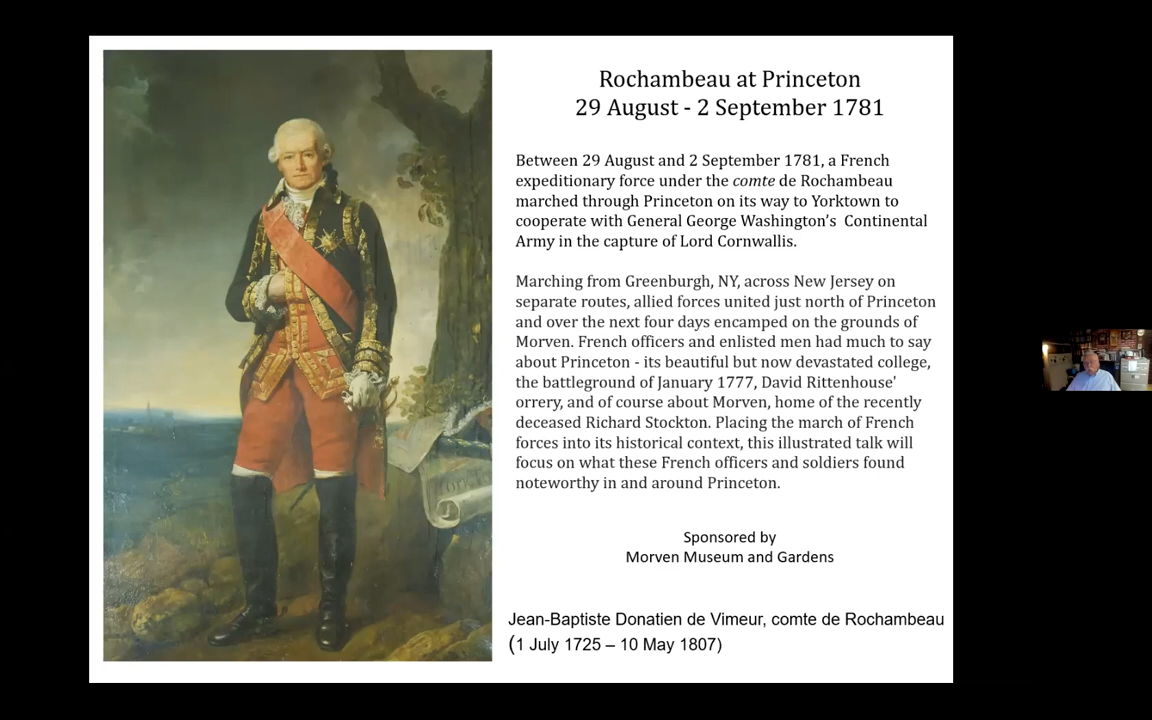 Rochambeau at Princeton
29 August - 2 September 1781
Between 29 August and 2 September 1781, a French
expeditionary force under the comte de Rochambeau
marched through Princeton on its way to Yorktown to
cooperate with General George Washington's Continental
Army in the capture of Lord Cornwallis.
Marching from Greenburgh, NY, across New Jersey on
separate routes, allied forces united just north of Princeton
and over the next four days encamped on the grounds of
Morven. French officers and enlisted men had much to say
about Princeton - its beautiful but now devastated college,
the battleground of January 1777, David Rittenhouse'
orrery, and of course about Morven, home of the recently
deceased Richard Stockton. Placing the march of French
forces into its historical context, this illustrated talk will
focus on what these French officers and soldiers found
noteworthy in and around Princeton.
Sponsored by
Morven Museum and Gardens
Jean-Baptiste Donatien de Vimeur, comte de Rochambeau
(1 July 1725 – 10 May 1807)